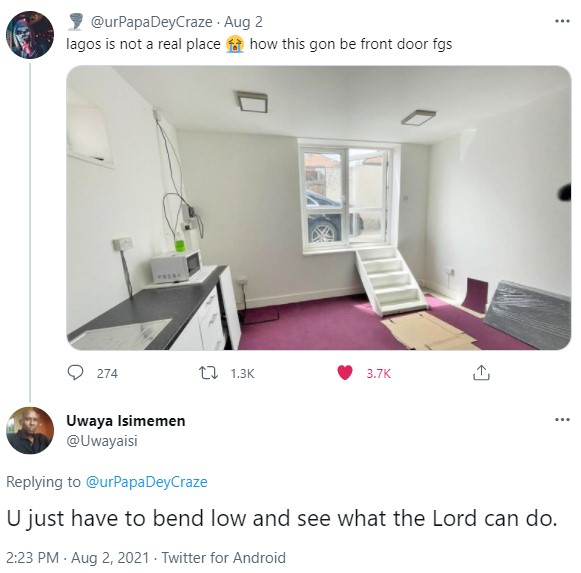 @urPapaDeyCraze · Aug 2
lagos is not a real place 😭 how this gon be front door fgs
274 1.3K 3.7K
Uwaya Isimemen
@Uwayaisi
Replying to @urPapaDeyCraze
U just have to bend low and see what the Lord can do.
2:23 PM · Aug 2, 2021 · Twitter for Android